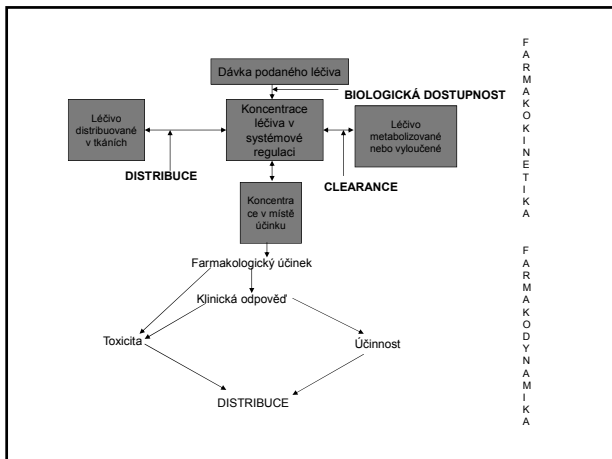 Dávka podaného léčiva
BIOLOGICKÁ DOSTUPNOST
Léčivo
distribuované
v tkáních
Koncentrace
léčiva v
systémové
regulaci
Léčivo
metabolizované
nebo vyloučené
DISTRIBUCE
CLEARANCE
Koncentra
ce v místě
účinku
Farmakologický účinek
Klinická odpověď
Toxicita
Účinnost
DISTRIBUCE
F
A
R
M
A
K
O
K
I
N
E
T
I
K
A
F
A
R
M
A
K
O
D
Y
N
A
M
I
K
A